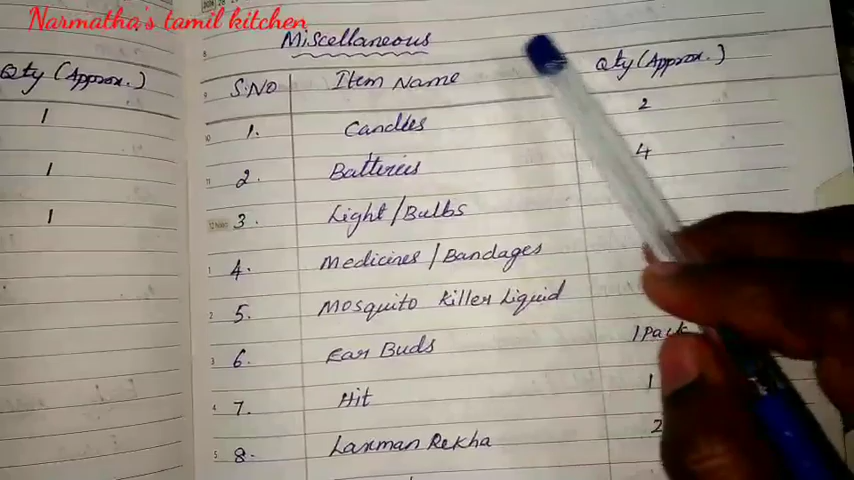 Narmatha's tamil kitchen
Qty (Approx.)
1
1
1
Miscellaneous
S.NO Item Name Qty (Approx.)
1. Candles 2
2. Batteries 4
3. Light/Bulbs
4. Medicines/Bandages
5. Mosquito Killer Liquid
6. Ear Buds 1 Pack
7. Hit 1
8. Laxman Rekha 2